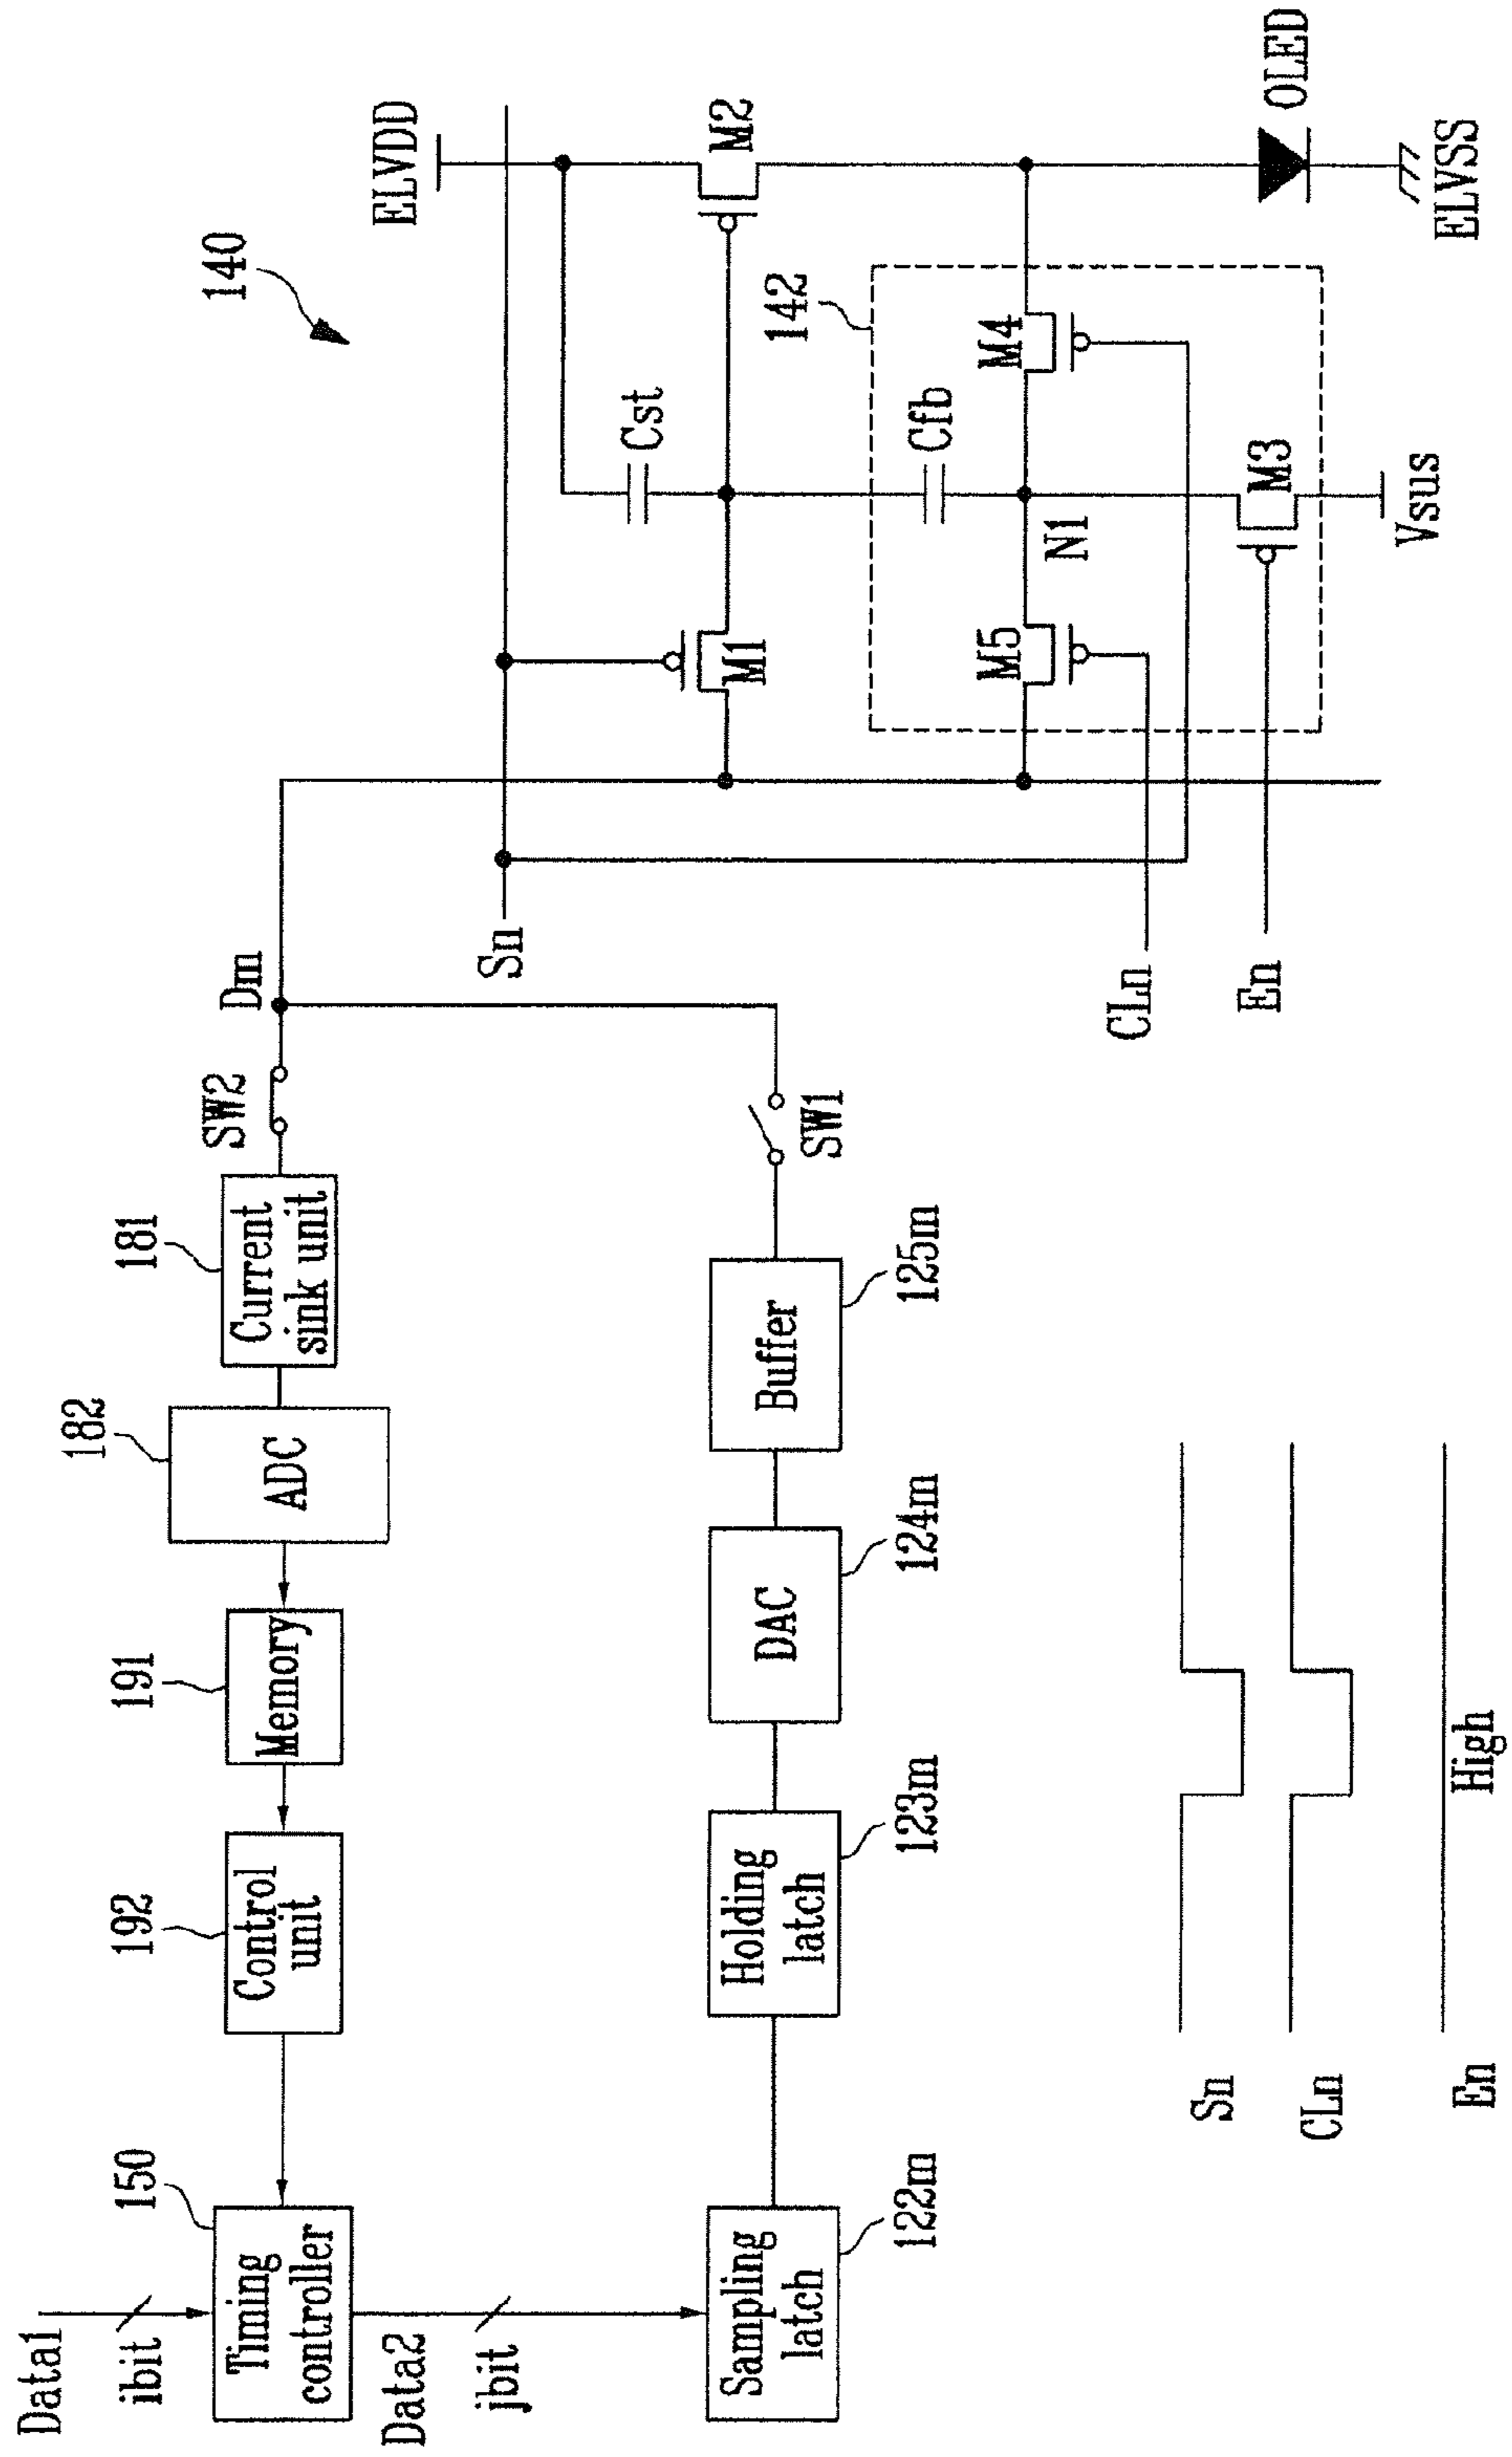 140
ELVDD
Cst
M2
M1
142
Cfb
M4
M5
N1
M3
Vsus
OLED
ELVSS
Dm
Sn
CLn
En
SW2
SW1
181
Current
sink unit
182
ADC
191
Memory
192
Control
unit
150
Timing
controller
Data1
ibit
Data2
jbit
Sampling
latch
122m
Holding
latch
123m
DAC
124m
Buffer
125m
Sn
CLn
En
High